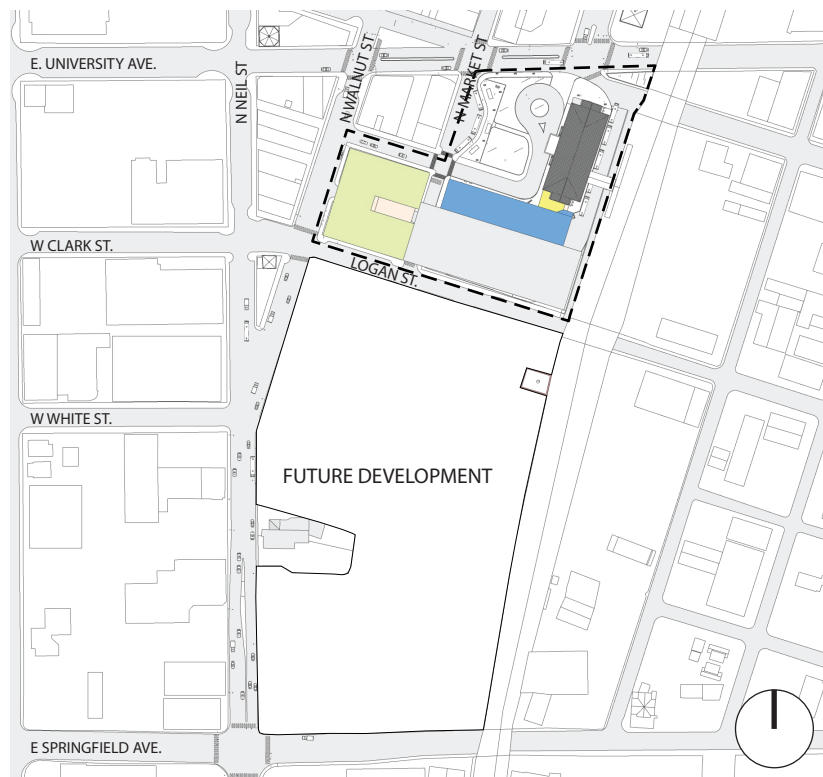 E. UNIVERSITY AVE.
N NEIL ST
N WALNUT ST.
N MARKET ST
W CLARK ST.
LOGAN ST.
W WHITE ST.
FUTURE DEVELOPMENT
E SPRINGFIELD AVE.